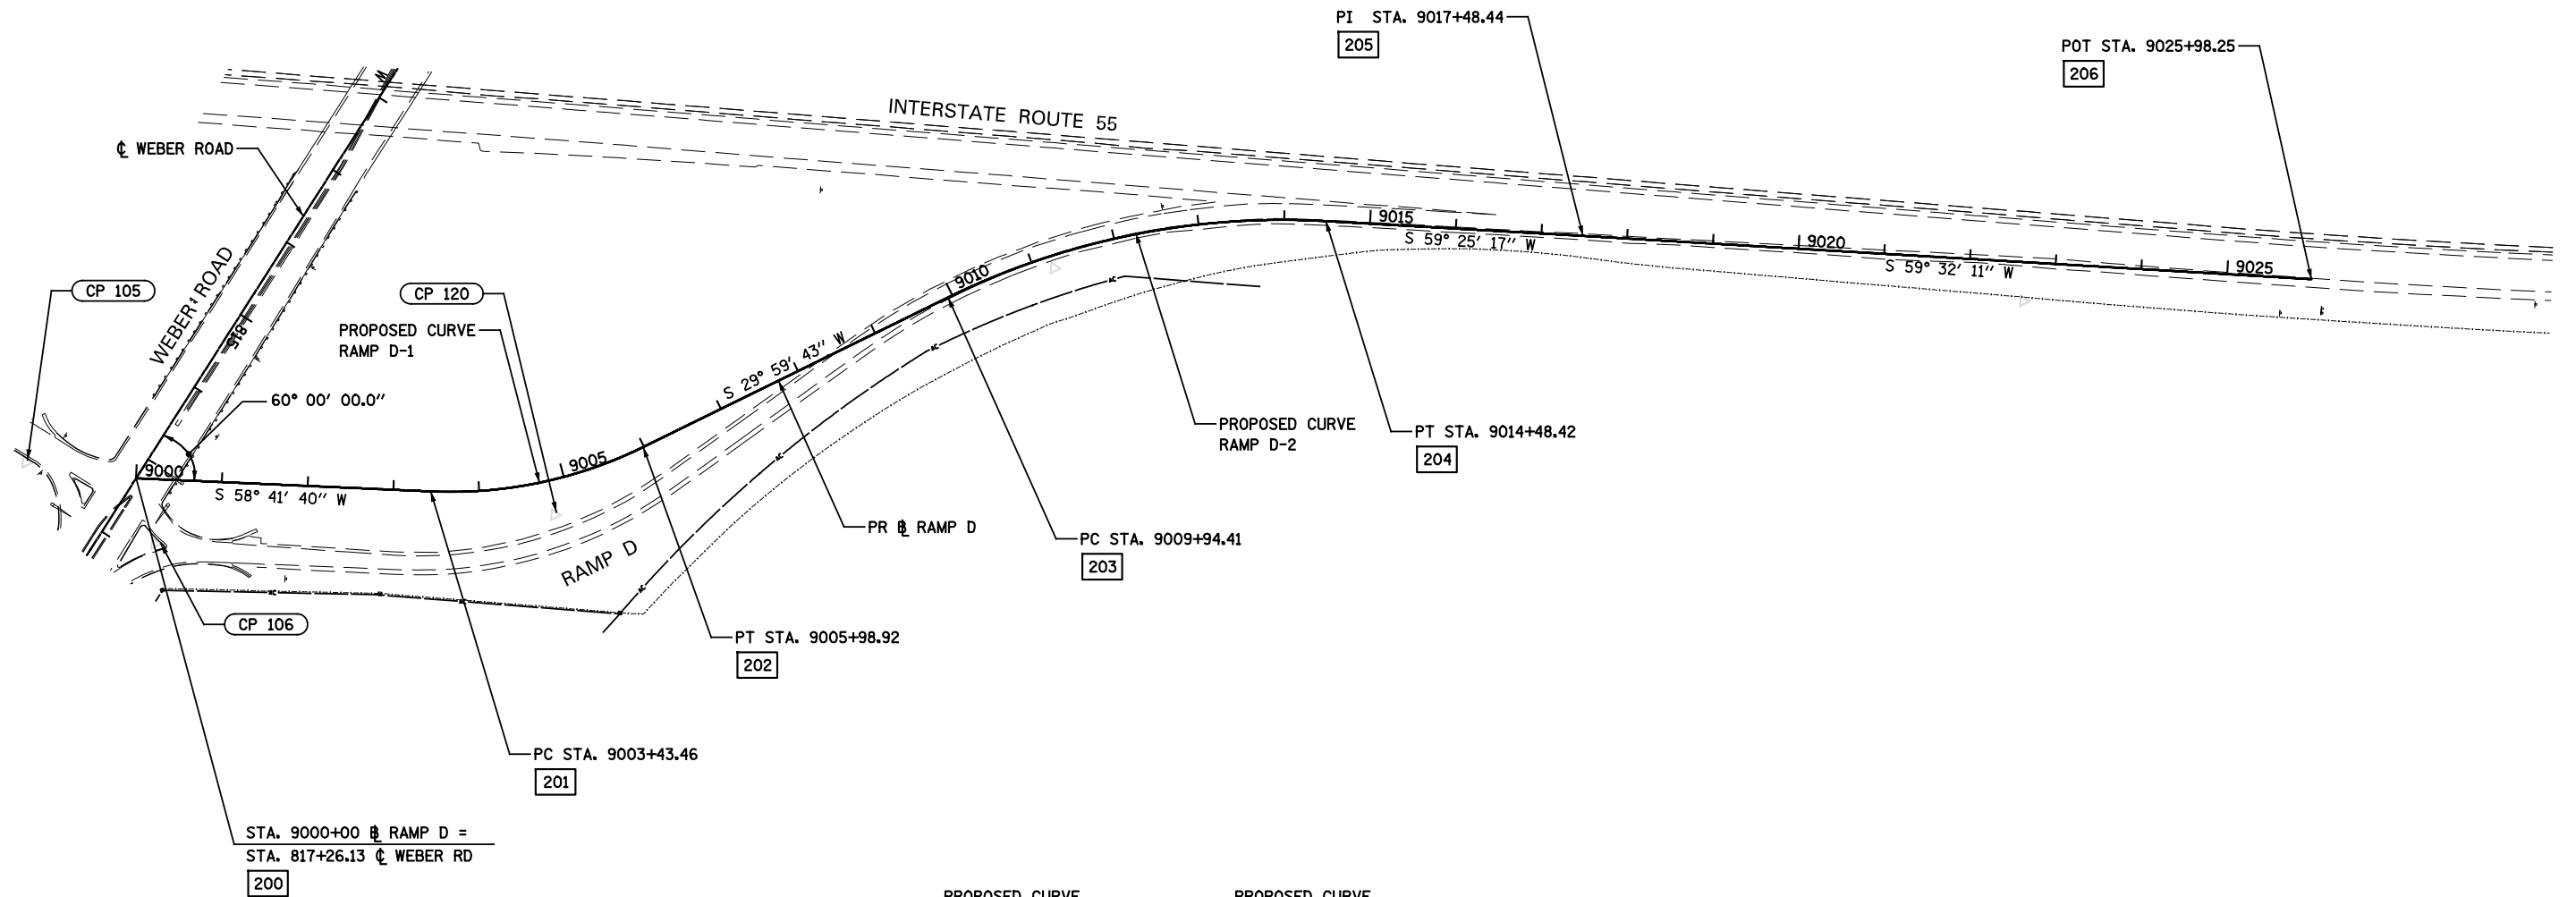 PI STA. 9017+48.44
205
POT STA. 9025+98.25
206
INTERSTATE ROUTE 55
℄ WEBER ROAD
9015
S 59° 25' 17" W
9020
S 59° 32' 11" W
9025
WEBER ROAD
815
CP 105
CP 120
PROPOSED CURVE
RAMP D-1
9010
S 29° 59' 43" W
60° 00' 00.0"
PROPOSED CURVE
RAMP D-2
PT STA. 9014+48.42
204
9000
S 58° 41' 40" W
9005
PR BL RAMP D
PC STA. 9009+94.41
203
RAMP D
CP 106
PT STA. 9005+98.92
202
PC STA. 9003+43.46
201
STA. 9000+00 BL RAMP D =
STA. 817+26.13 ℄ WEBER RD
200
PROPOSED CURVE
PROPOSED CURVE